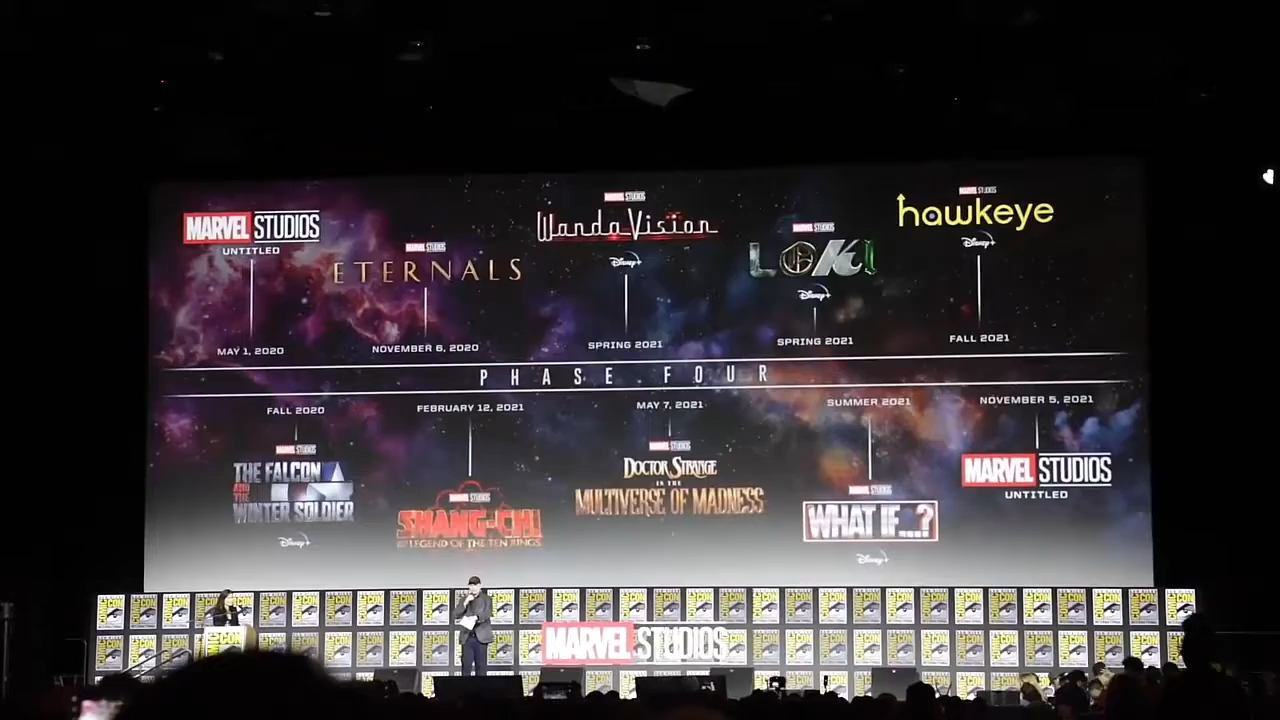 MARVEL STUDIOS
UNTITLED
MAY 1, 2020
MARVEL STUDIOS
ETERNALS
NOVEMBER 6, 2020
MARVEL STUDIOS
WandaVision
Disney+
SPRING 2021
MARVEL STUDIOS
LOKI
Disney+
SPRING 2021
MARVEL STUDIOS
hawkeye
Disney+
FALL 2021
PHASE FOUR
FALL 2020
MARVEL STUDIOS
THE FALCON
AND THE
WINTER SOLDIER
Disney+
FEBRUARY 12, 2021
MARVEL STUDIOS
SHANG-CHI
AND THE LEGEND OF THE TEN RINGS
MAY 7, 2021
MARVEL STUDIOS
DOCTOR STRANGE
IN THE
MULTIVERSE OF MADNESS
SUMMER 2021
MARVEL STUDIOS
WHAT IF...?
Disney+
NOVEMBER 5, 2021
MARVEL STUDIOS
UNTITLED
MARVEL STUDIOS